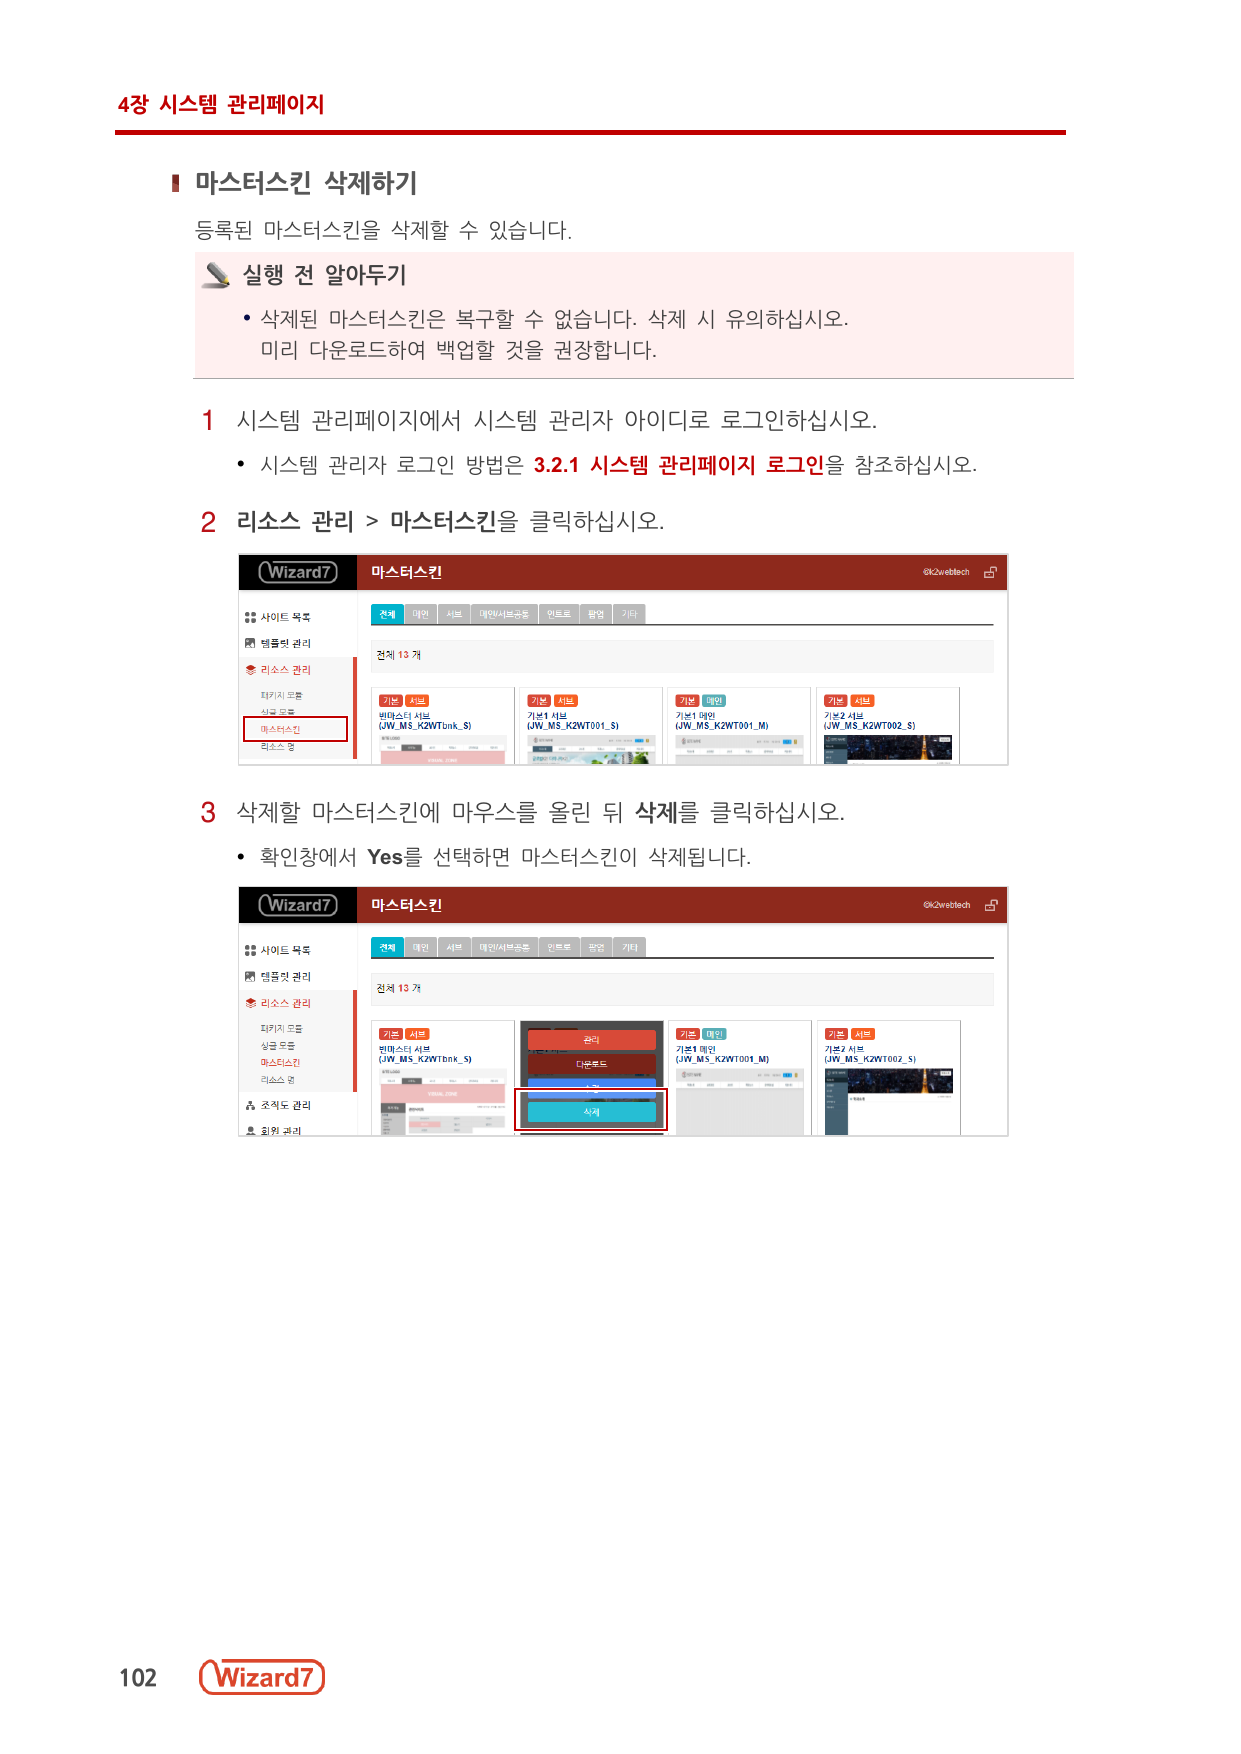 4장 시스템 관리페이지
마스터스킨 삭제하기
등록된 마스터스킨을 삭제할 수 있습니다.
실행 전 알아두기
• 삭제된 마스터스킨은 복구할 수 없습니다. 삭제 시 유의하십시오.
미리 다운로드하여 백업할 것을 권장합니다.
1 시스템 관리페이지에서 시스템 관리자 아이디로 로그인하십시오.
• 시스템 관리자 로그인 방법은 3.2.1 시스템 관리페이지 로그인을 참조하십시오.
2 리소스 관리 > 마스터스킨을 클릭하십시오.
Wizard7 마스터스킨 @k2webtech
사이트 목록 전체 메인 서브 메인/서브공통 인트로 팝업 기타
템플릿 관리
전체 13 개
리소스 관리
패키지 모듈 기본 서브 기본 서브 기본 메인 기본 서브
싱글 모듈 빈마스터 서브 기본1 서브 기본1 메인 기본2 서브
(JW_MS_K2WTbnk_S) (JW_MS_K2WT001_S) (JW_MS_K2WT001_M) (JW_MS_K2WT002_S)
마스터스킨
리소스 명
3 삭제할 마스터스킨에 마우스를 올린 뒤 삭제를 클릭하십시오.
• 확인창에서 Yes를 선택하면 마스터스킨이 삭제됩니다.
Wizard7 마스터스킨 @k2webtech
사이트 목록 전체 메인 서브 메인/서브공통 인트로 팝업 기타
템플릿 관리
전체 13 개
리소스 관리
패키지 모듈 기본 서브 관리 기본 메인 기본 서브
싱글 모듈 빈마스터 서브 기본1 메인 기본2 서브
(JW_MS_K2WTbnk_S) 다운로드 (JW_MS_K2WT001_M) (JW_MS_K2WT002_S)
마스터스킨
리소스 명
조직도 관리 삭제
회원 관리
102 Wizard7